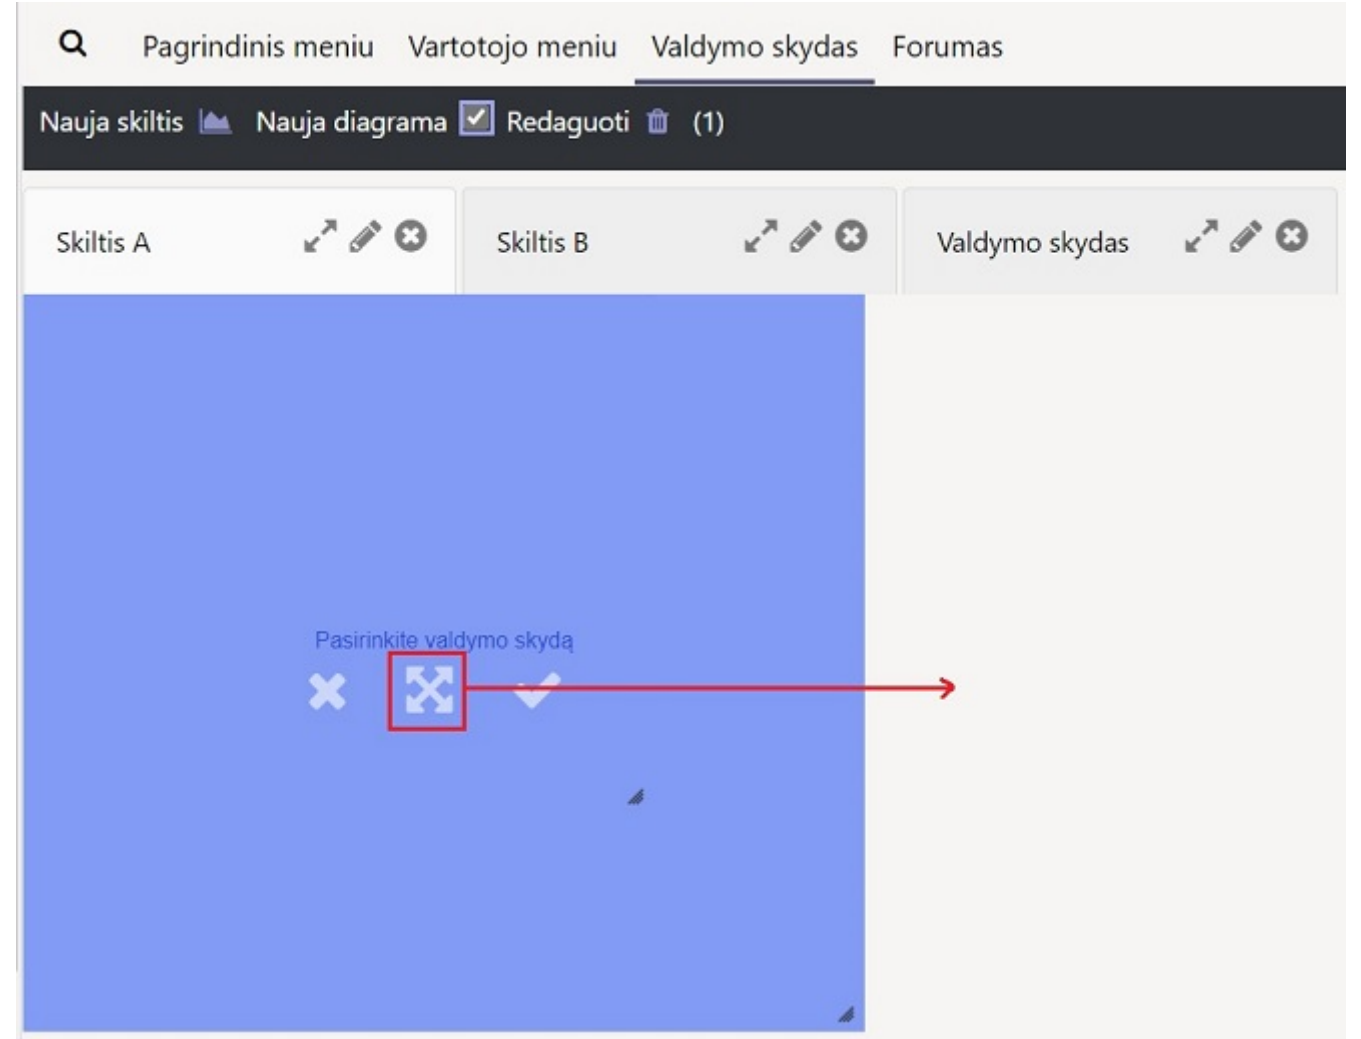 Pagrindinis meniu Vartotojo meniu Valdymo skydas Forumas
Nauja skiltis Nauja diagrama Redaguoti (1)
Skiltis A Skiltis B Valdymo skydas
Pasirinkite valdymo skydą